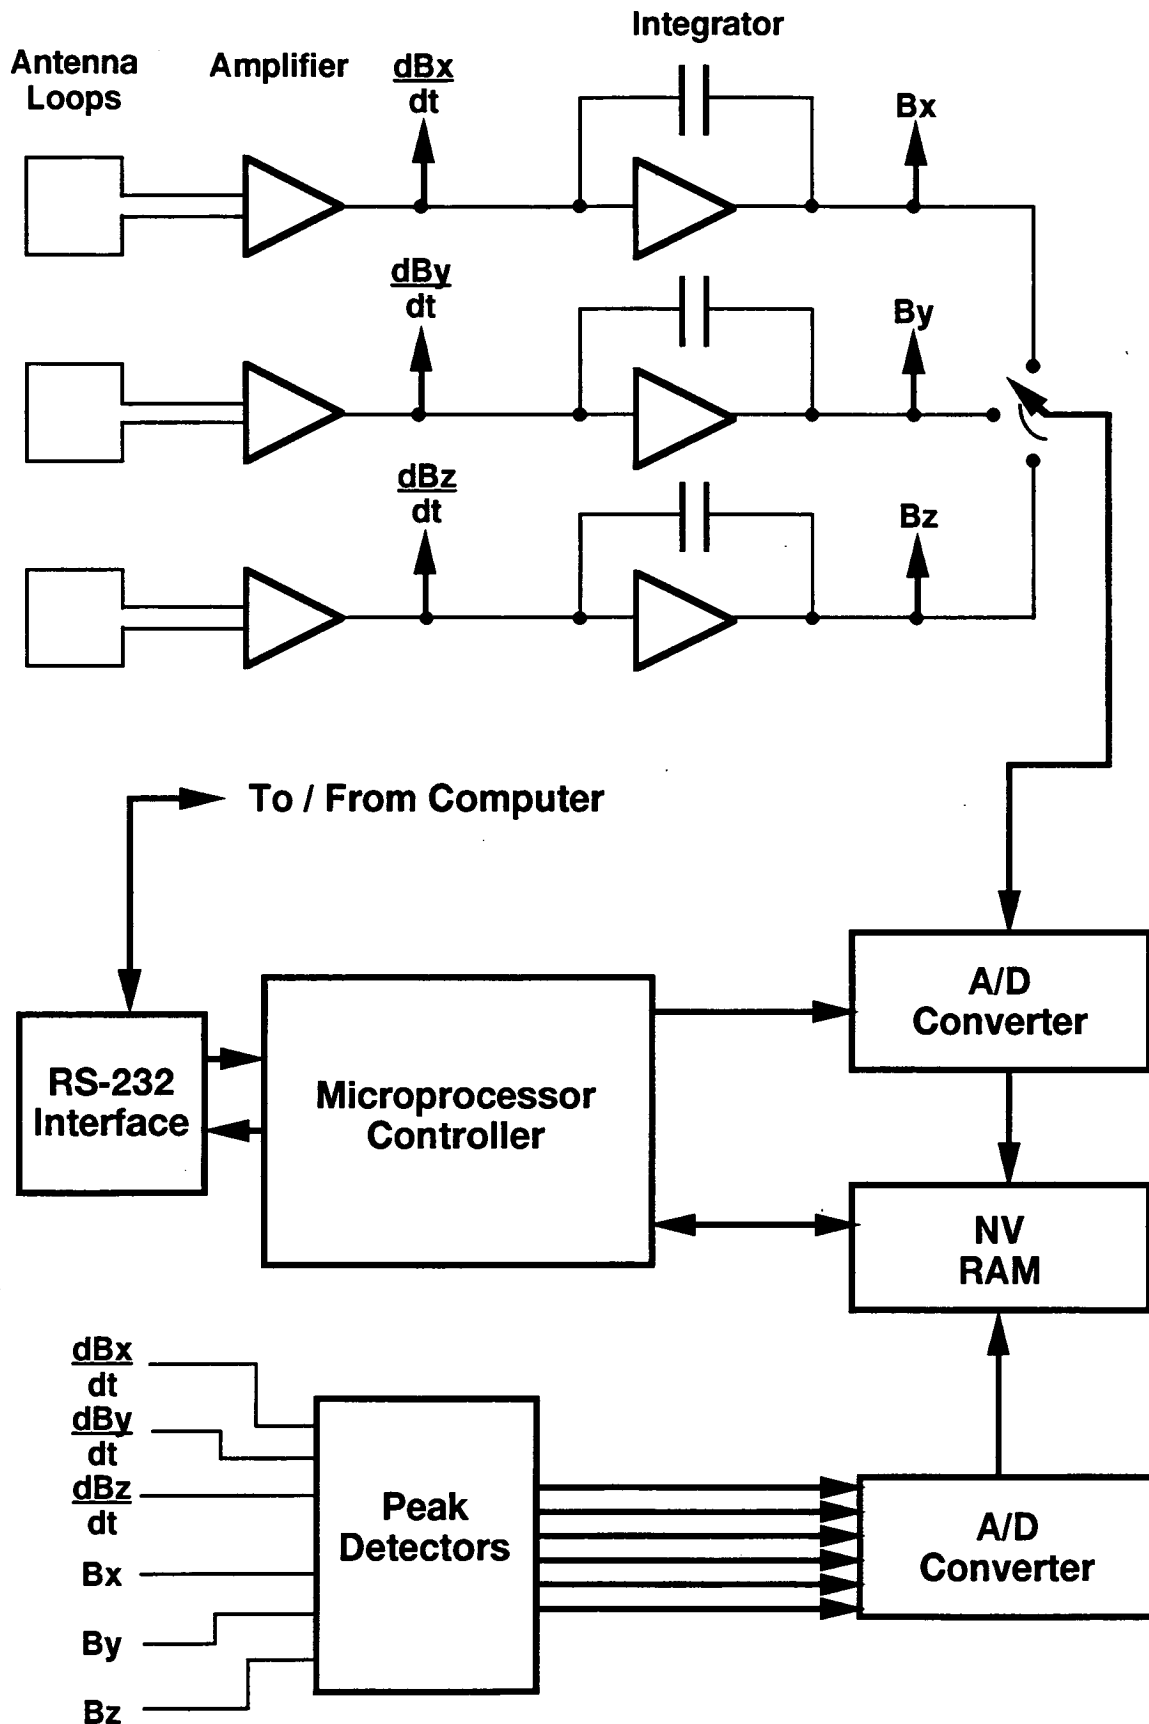 Integrator
Antenna
Loops
Amplifier
dBx
dt
Bx
dBy
dt
By
dBz
dt
Bz
To / From Computer
A/D
Converter
RS-232
Interface
Microprocessor
Controller
NV
RAM
dBx
dt
dBy
dt
dBz
dt
Bx
By
Bz
Peak
Detectors
A/D
Converter